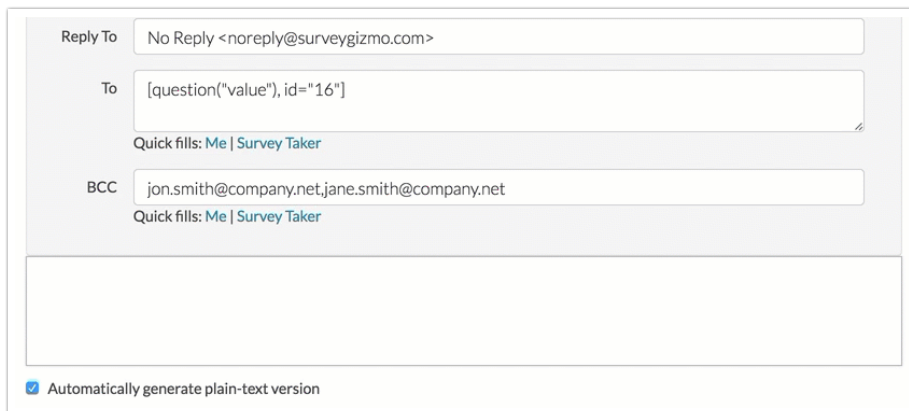 Reply To
No Reply <noreply@surveygizmo.com>
To
[question("value"), id="16"]
Quick fills: Me | Survey Taker
BCC
jon.smith@company.net,jane.smith@company.net
Quick fills: Me | Survey Taker
Automatically generate plain-text version